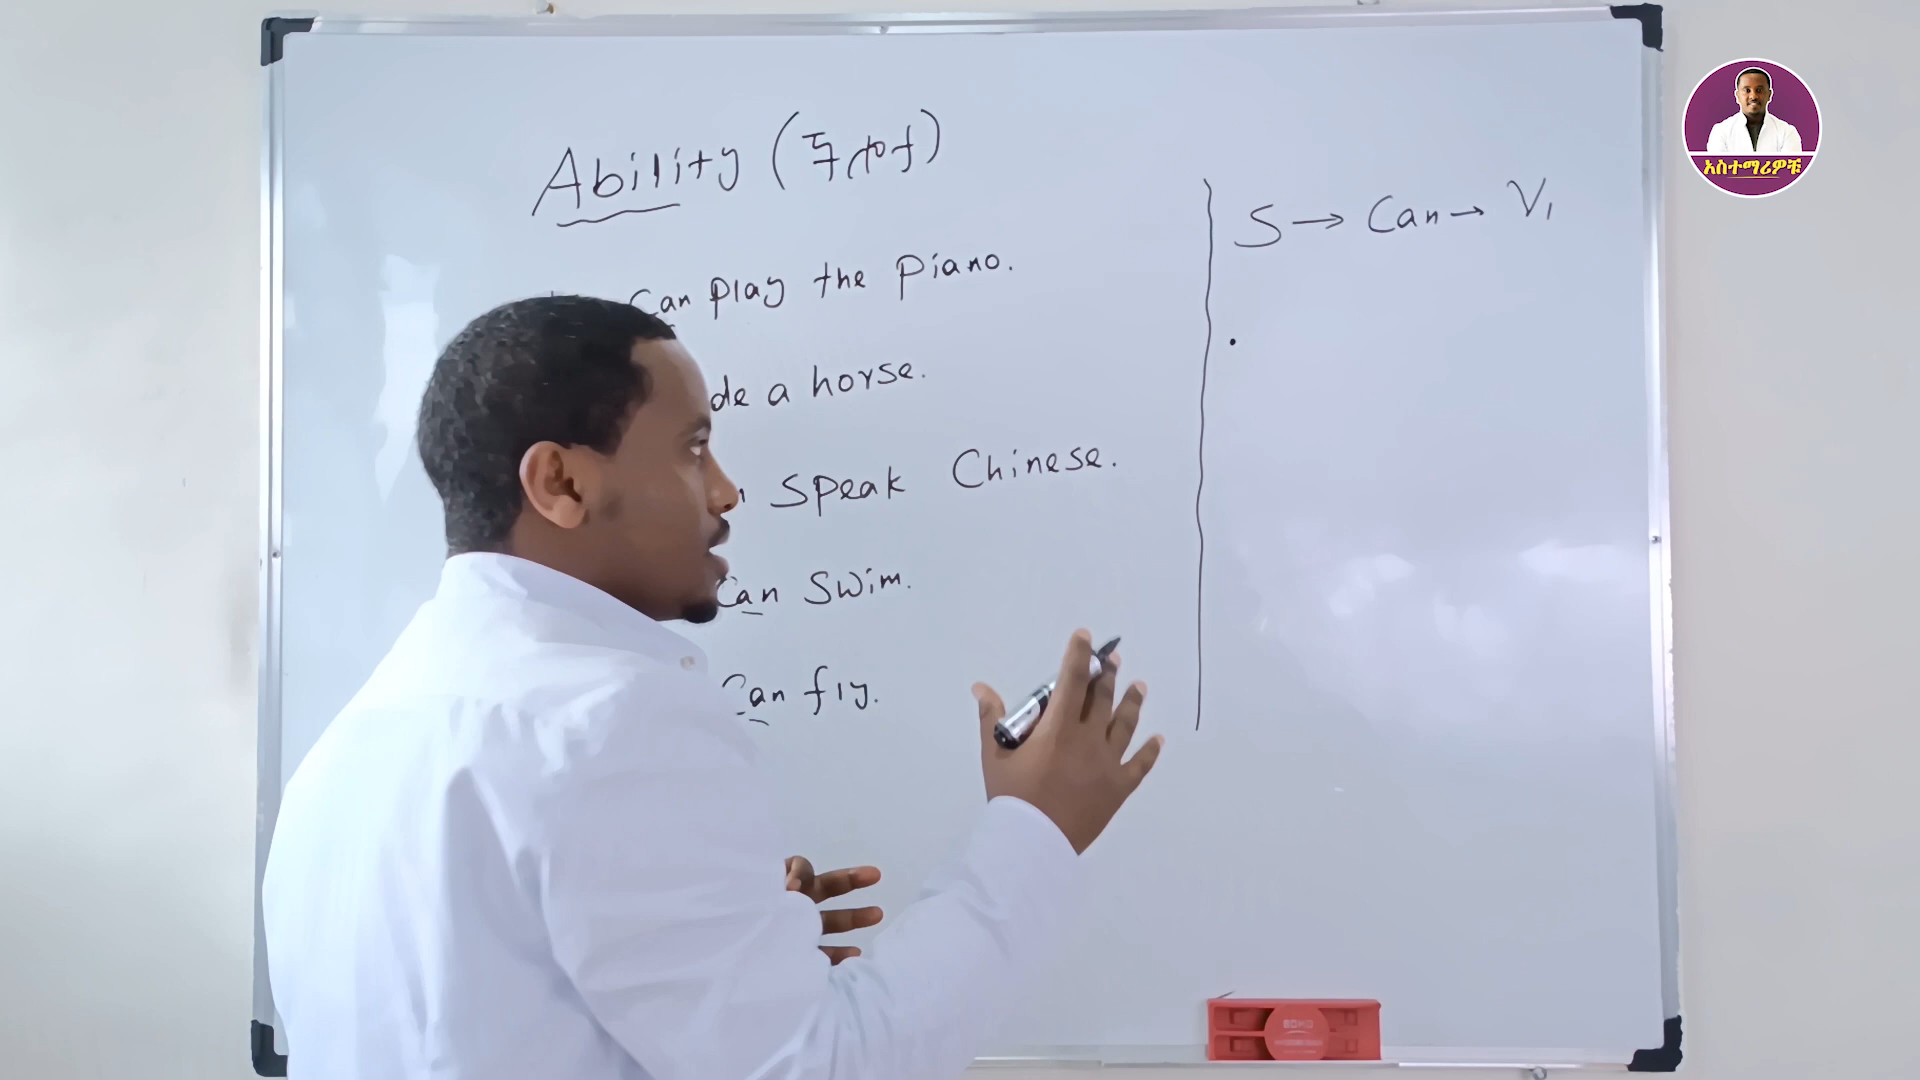 Ability (ችሎታ)
Can play the piano.
de a horse.
n speak Chinese.
Can swim.
Can fly.
S → Can → V₁
አስተማሪዎቹ